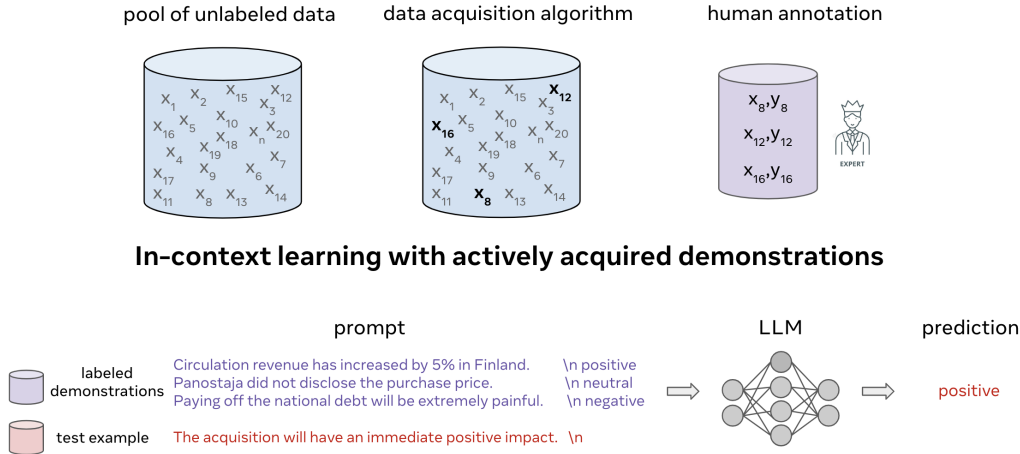 pool of unlabeled data
data acquisition algorithm
human annotation
x1 x2 x15 x12
x3
x16 x5 x10 x18 xn x20
x4 x19 x7
x17 x9 x6
x11 x8 x13 x14
x1 x2 x15 x12
x3
x16 x5 x10 x18 xn x20
x4 x19 x7
x17 x9 x6
x11 x8 x13 x14
x8,y8
x12,y12
x16,y16
EXPERT
In-context learning with actively acquired demonstrations
prompt
LLM
prediction
labeled
demonstrations
Circulation revenue has increased by 5% in Finland. \n positive
Panostaja did not disclose the purchase price. \n neutral
Paying off the national debt will be extremely painful. \n negative
positive
test example
The acquisition will have an immediate positive impact. \n